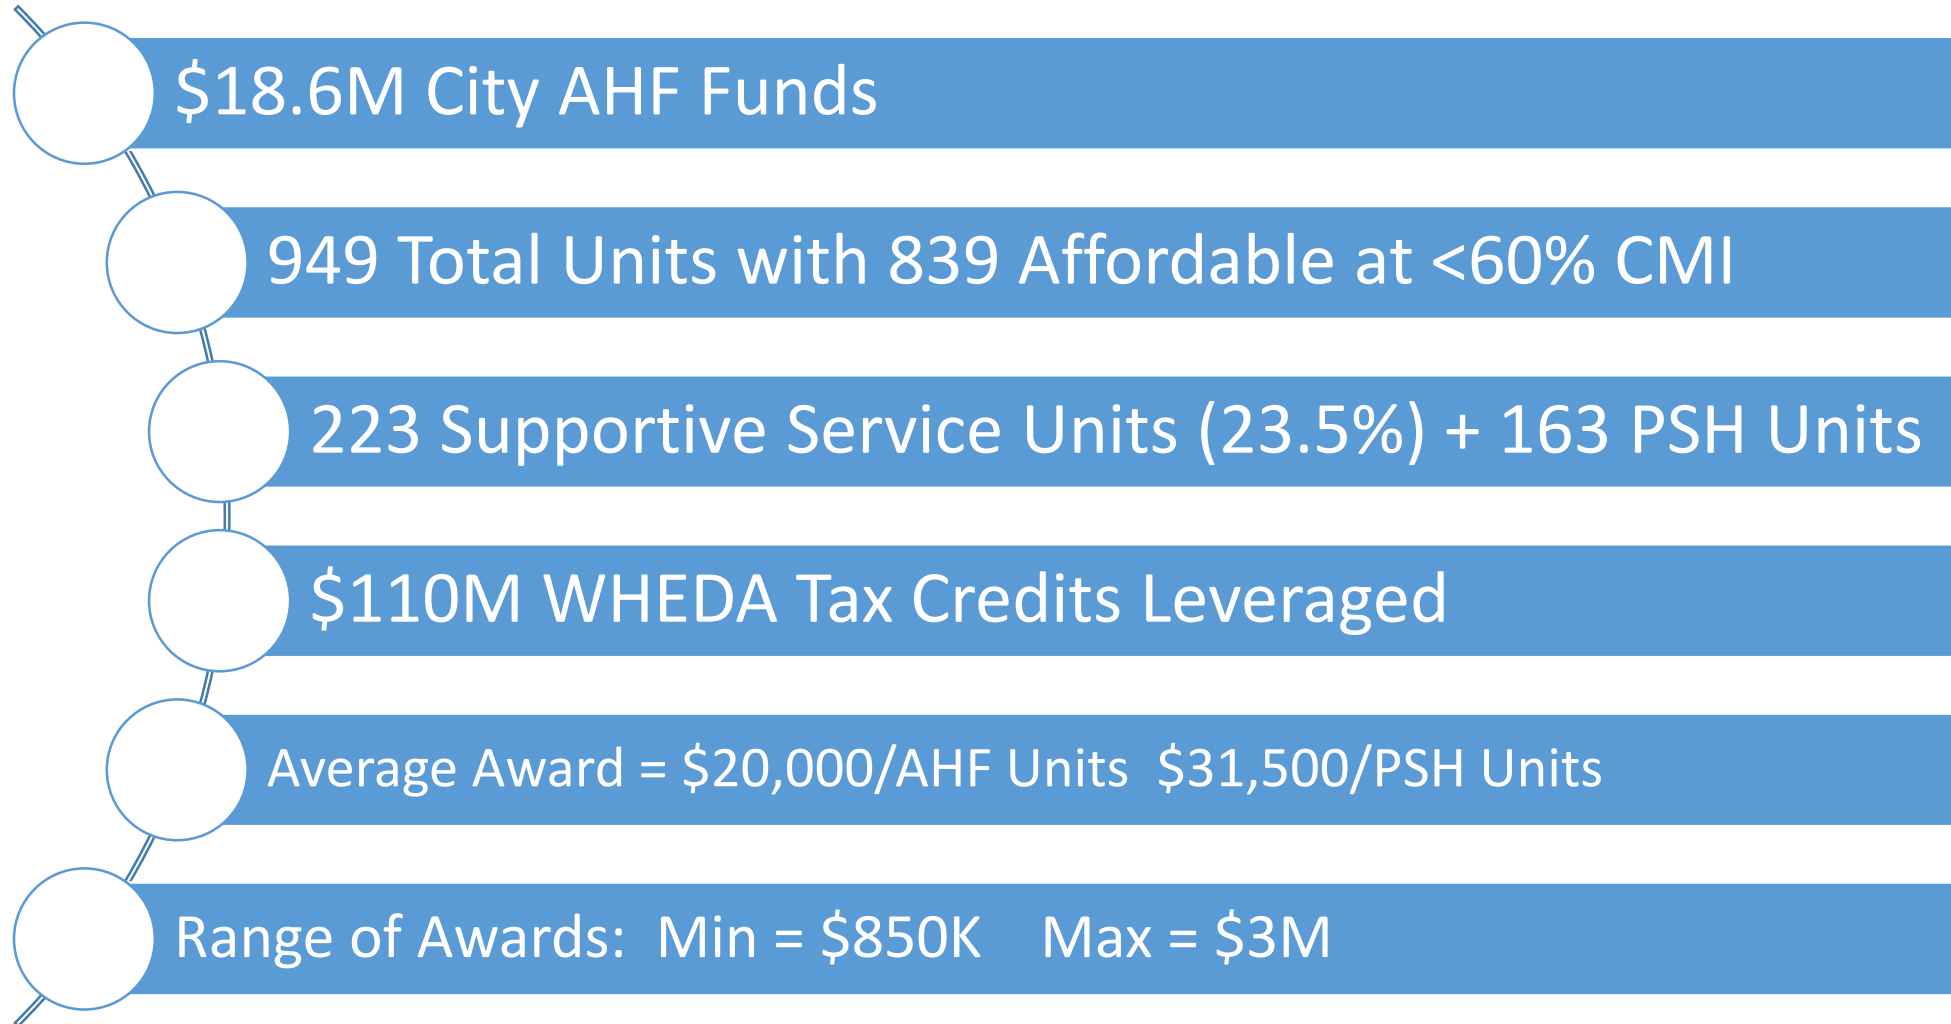 $18.6M City AHF Funds
949 Total Units with 839 Affordable at <60% CMI
223 Supportive Service Units (23.5%) + 163 PSH Units
$110M WHEDA Tax Credits Leveraged
Average Award = $20,000/AHF Units  $31,500/PSH Units
Range of Awards:  Min = $850K    Max = $3M